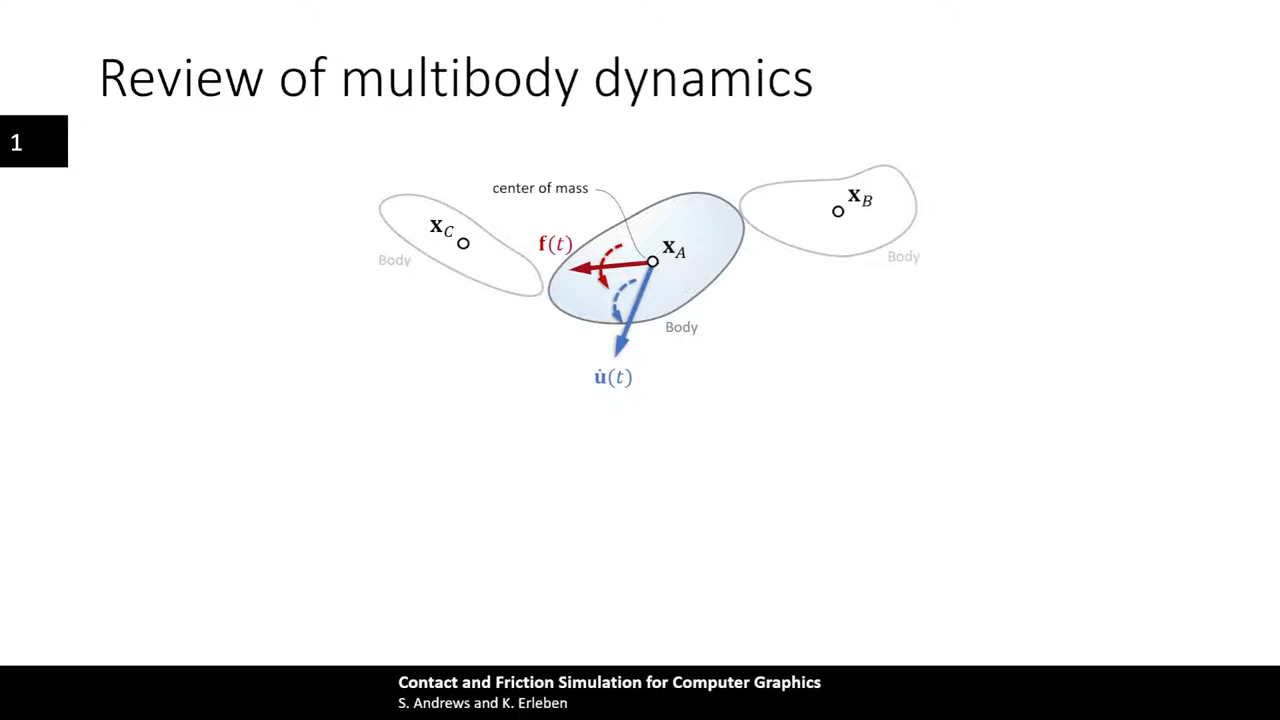 Review of multibody dynamics
1
center of mass
x_C
f(t)
x_A
x_B
Body
Body
Body
u̇(t)
Contact and Friction Simulation for Computer Graphics
S. Andrews and K. Erleben